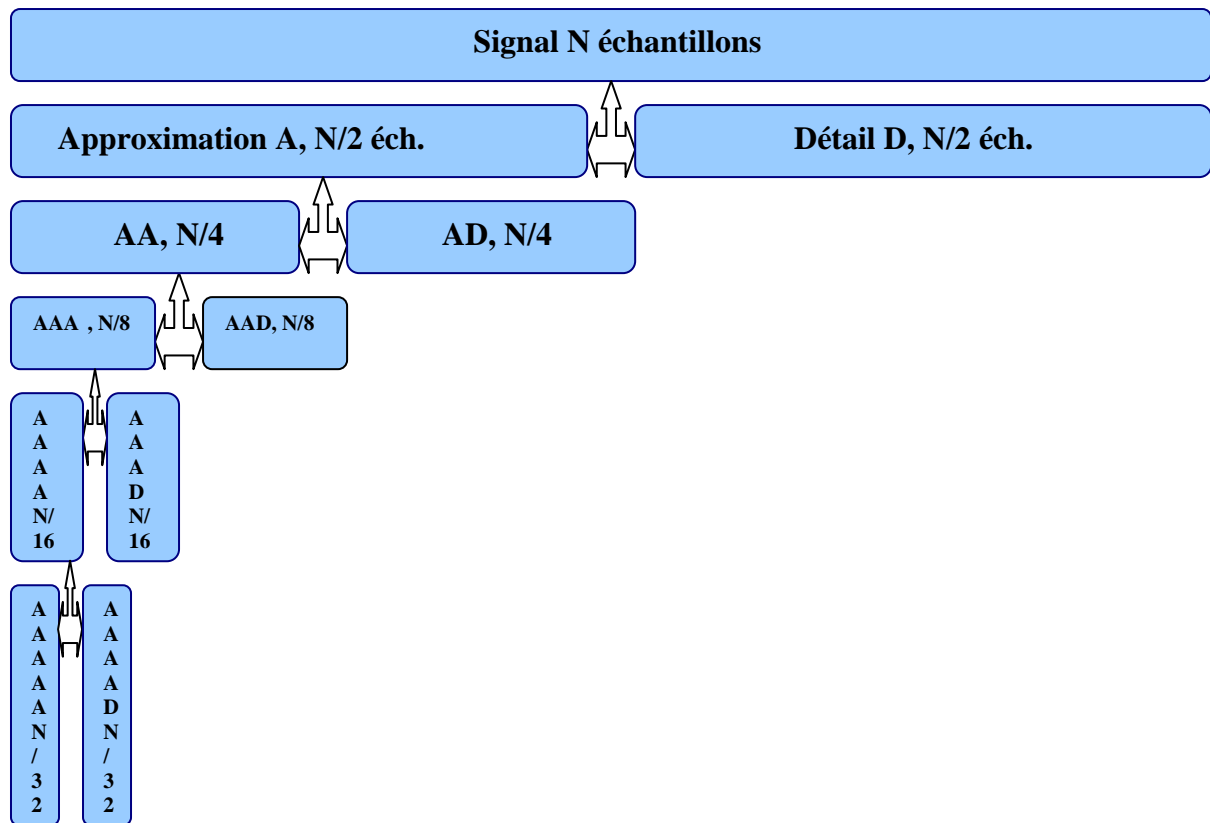 Signal N échantillons
Approximation A, N/2 éch.
Détail D, N/2 éch.
AA, N/4
AD, N/4
AAA , N/8
AAD, N/8
A
A
A
A
N/
16
A
A
A
D
N/
16
A
A
A
A
A
N
/
3
2
A
A
A
A
D
N
/
3
2